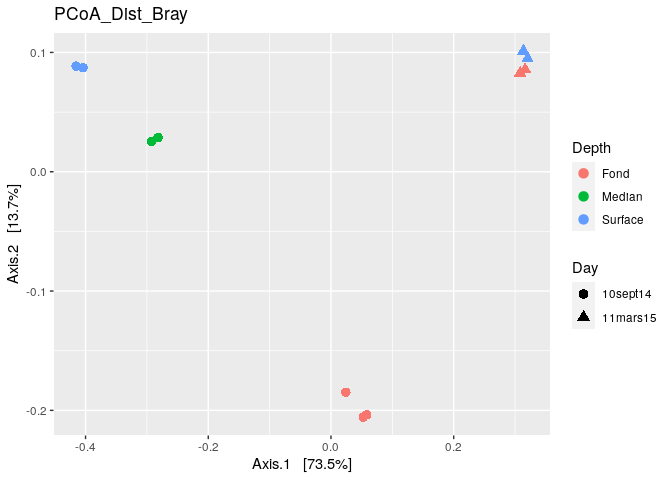 PCoA_Dist_Bray
0.1
0.0
-0.1
-0.2
Axis.2 [13.7%]
-0.4
-0.2
0.0
0.2
Axis.1 [73.5%]
Depth
Fond
Median
Surface
Day
10sept14
11mars15